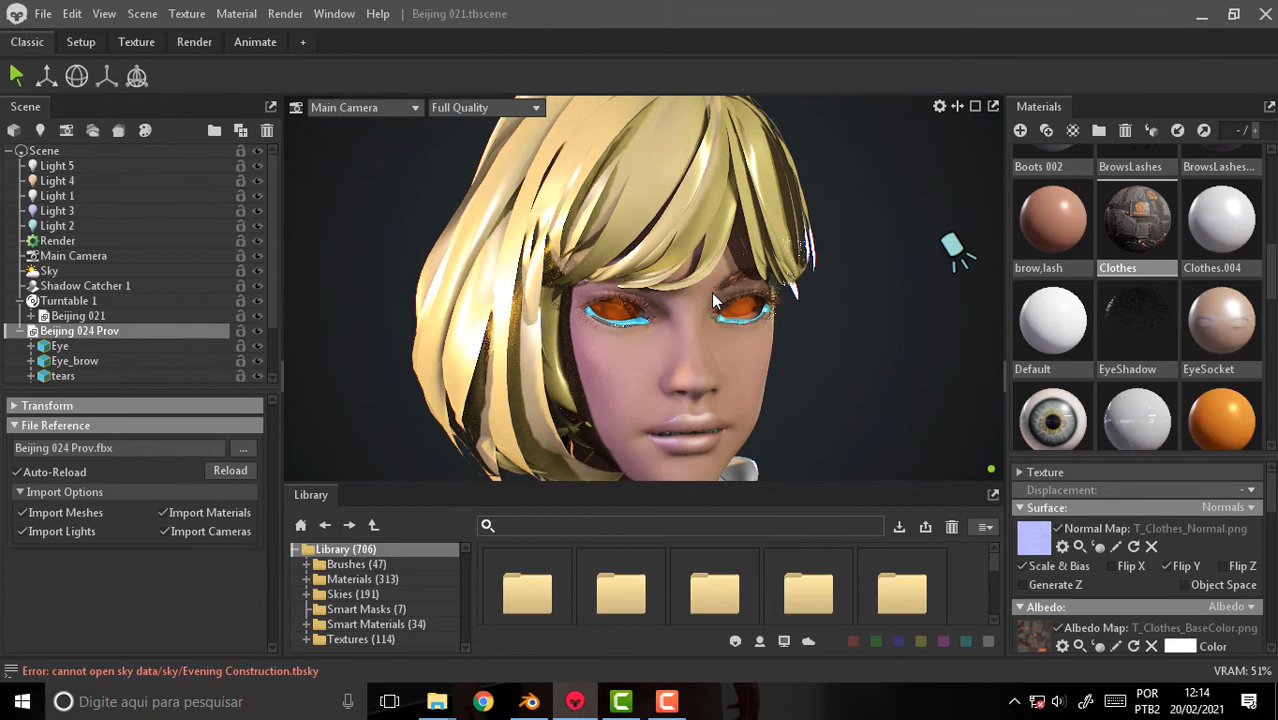 File Edit View Scene Texture Material Render Window Help Beijing 021.tbscene
Classic Setup Texture Render Animate +
Scene
Main Camera
Full Quality
Materials
- / +
Scene
Light 5
Light 4
Light 1
Light 3
Light 2
Render
Main Camera
Sky
Shadow Catcher 1
Turntable 1
Beijing 021
Beijing 024 Prov
Eye
Eye_brow
tears
Transform
File Reference
Beijing 024 Prov.fbx ...
Auto-Reload Reload
Import Options
Import Meshes Import Materials
Import Lights Import Cameras
Boots 002 BrowsLashes BrowsLashes...
brow,lash Clothes Clothes.004
Default EyeShadow EyeSocket
Texture
Displacement: -
Surface: Normals
Normal Map: T_Clothes_Normal.png
Scale & Bias Flip X Flip Y Flip Z
Generate Z Object Space
Albedo: Albedo
Albedo Map: T_Clothes_BaseColor.png
Color
Library
Library (706)
Brushes (47)
Materials (313)
Skies (191)
Smart Masks (7)
Smart Materials (34)
Textures (114)
Error: cannot open sky data/sky/Evening Construction.tbsky
VRAM: 51%
Digite aqui para pesquisar
POR
PTB2
12:14
20/02/2021